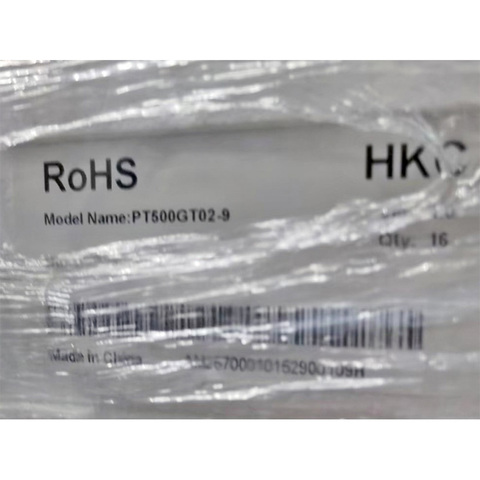 RoHS
HKC
Model Name:PT500GT02-9
Qty: 16
Made in China